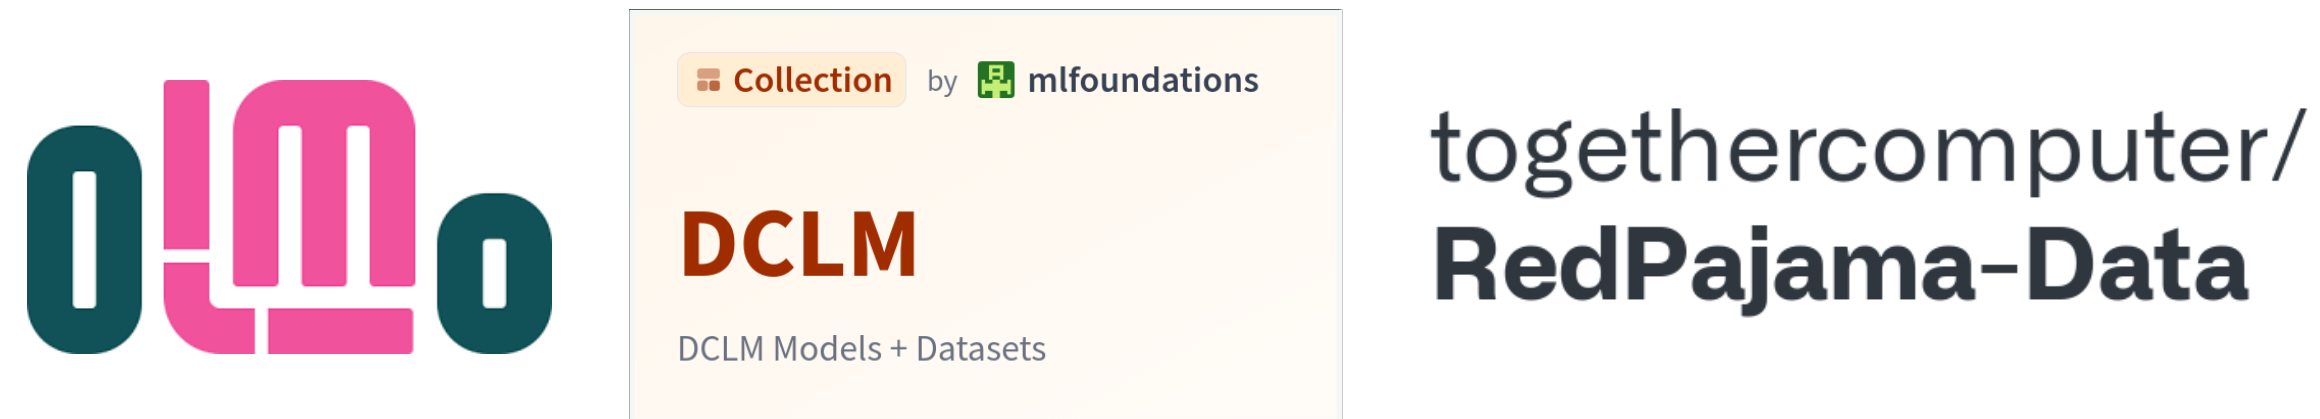 OLMo
Collection by mlfoundations
DCLM
DCLM Models + Datasets
togethercomputer/
RedPajama-Data